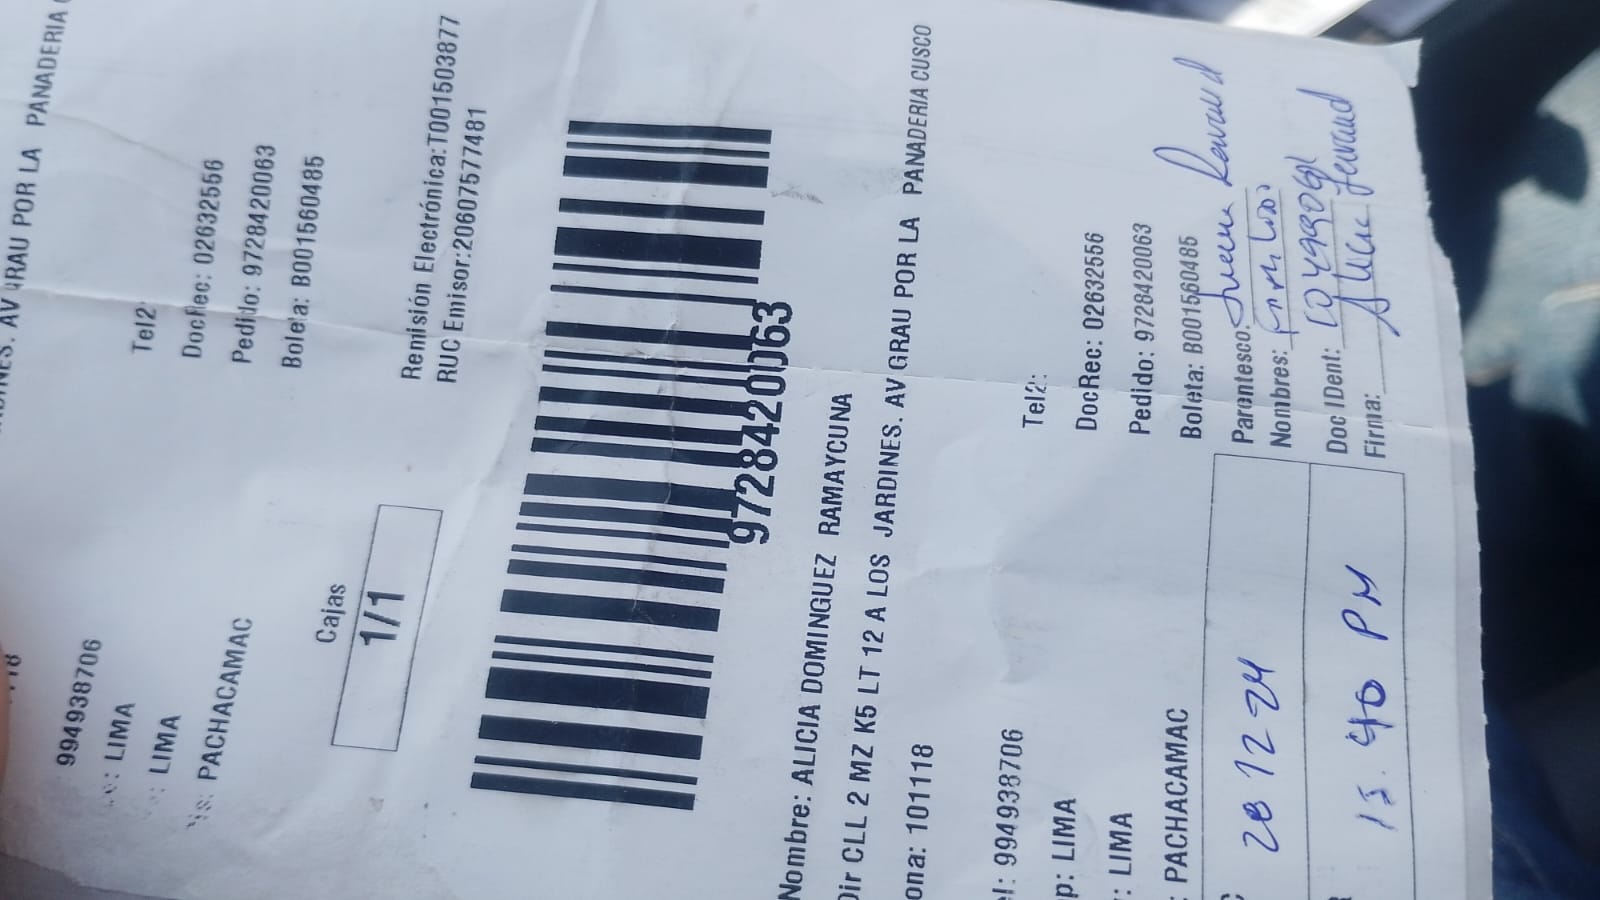 JARDINES. AV GRAU POR LA PANADERIA
994938706
Tel2
LIMA
DocRec: 02632556
: LIMA
Pedido: 9728420063
PACHACAMAC
Boleta: B001560485
Cajas
1/1
Remisión Electrónica:T001503877
RUC Emisor:20607577481
9728420063
Nombre: ALICIA DOMINGUEZ RAMAYCUNA
Dir CLL 2 MZ K5 LT 12 A LOS JARDINES. AV GRAU POR LA PANADERIA CUSCO
ona: 101118
el: 994938706
Tel2:
p: LIMA
DocRec: 02632556
: LIMA
Pedido: 9728420063
: PACHACAMAC
Boleta: B001560485
28 12 24
Parentesco:
Nombres:
15.40 PM
Doc IDent:
Firma: